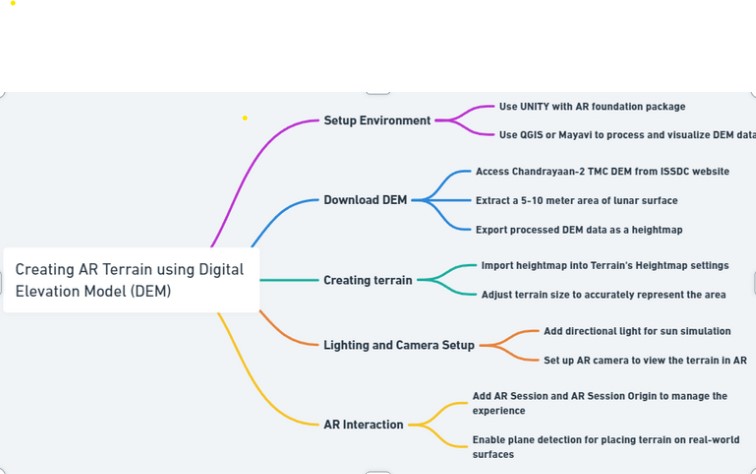 Creating AR Terrain using Digital
Elevation Model (DEM)
Setup Environment
Use UNITY with AR foundation package
Use QGIS or Mayavi to process and visualize DEM data
Download DEM
Access Chandrayaan-2 TMC DEM from ISSDC website
Extract a 5-10 meter area of lunar surface
Export processed DEM data as a heightmap
Creating terrain
Import heightmap into Terrain's Heightmap settings
Adjust terrain size to accurately represent the area
Lighting and Camera Setup
Add directional light for sun simulation
Set up AR camera to view the terrain in AR
AR Interaction
Add AR Session and AR Session Origin to manage the
experience
Enable plane detection for placing terrain on real-world
surfaces